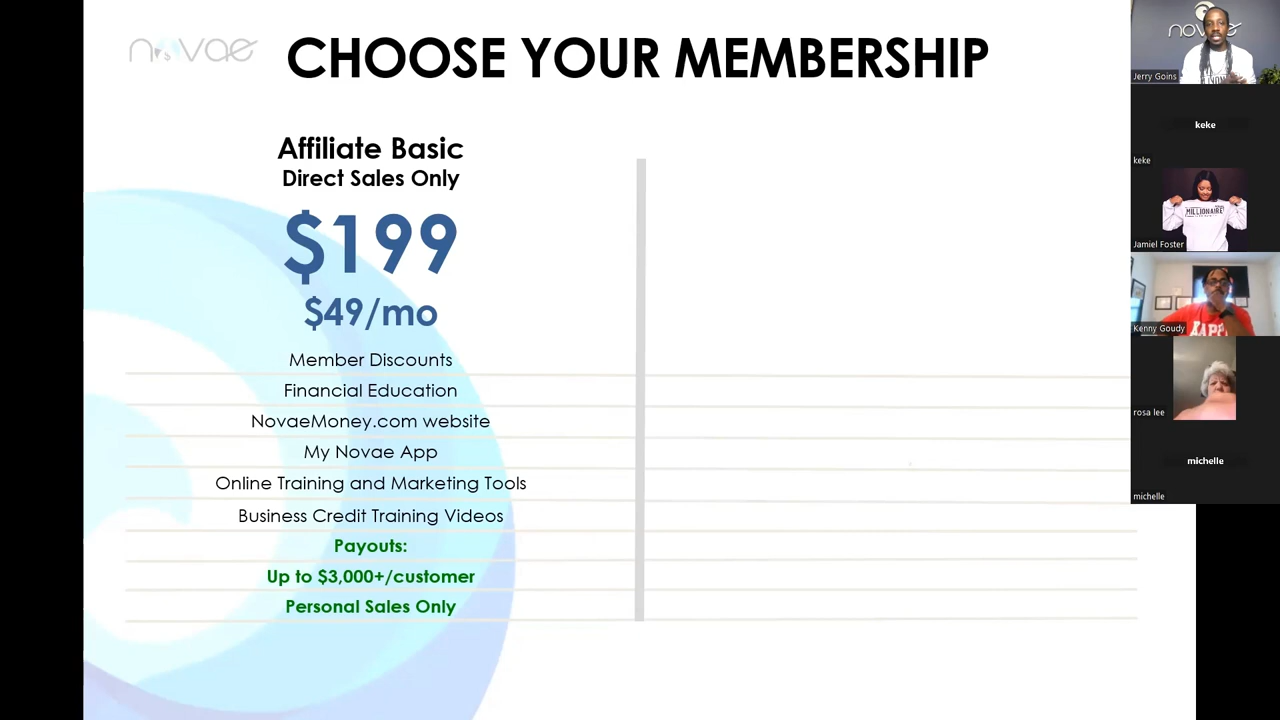 novae
CHOOSE YOUR MEMBERSHIP
Affiliate Basic
Direct Sales Only
$199
$49/mo
Member Discounts
Financial Education
NovaeMoney.com website
My Novae App
Online Training and Marketing Tools
Business Credit Training Videos
Payouts:
Up to $3,000+/customer
Personal Sales Only
novae
Jerry Goins
keke
keke
MILLIONAIRE
Jamiel Foster
KAPPA
Kenny Goudy
rosa lee
michelle
michelle